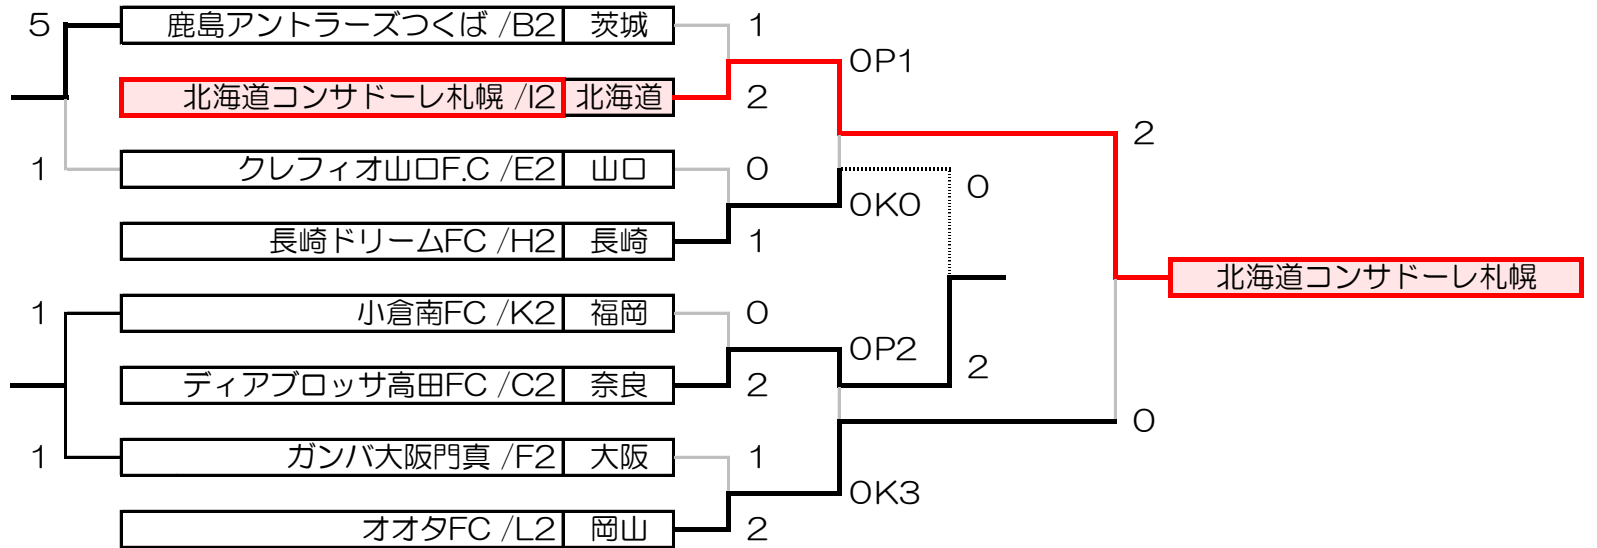 5 鹿島アントラーズつくば /B2 茨城 1
0P1
北海道コンサドーレ札幌 /I2 北海道 2
2
1 クレフィオ山口F.C /E2 山口 0
0
0K0
長崎ドリームFC /H2 長崎 1
北海道コンサドーレ札幌
1 小倉南FC /K2 福岡 0
0P2
2
ディアブロッサ高田FC /C2 奈良 2
0
1 ガンバ大阪門真 /F2 大阪 1
0K3
オオタFC /L2 岡山 2